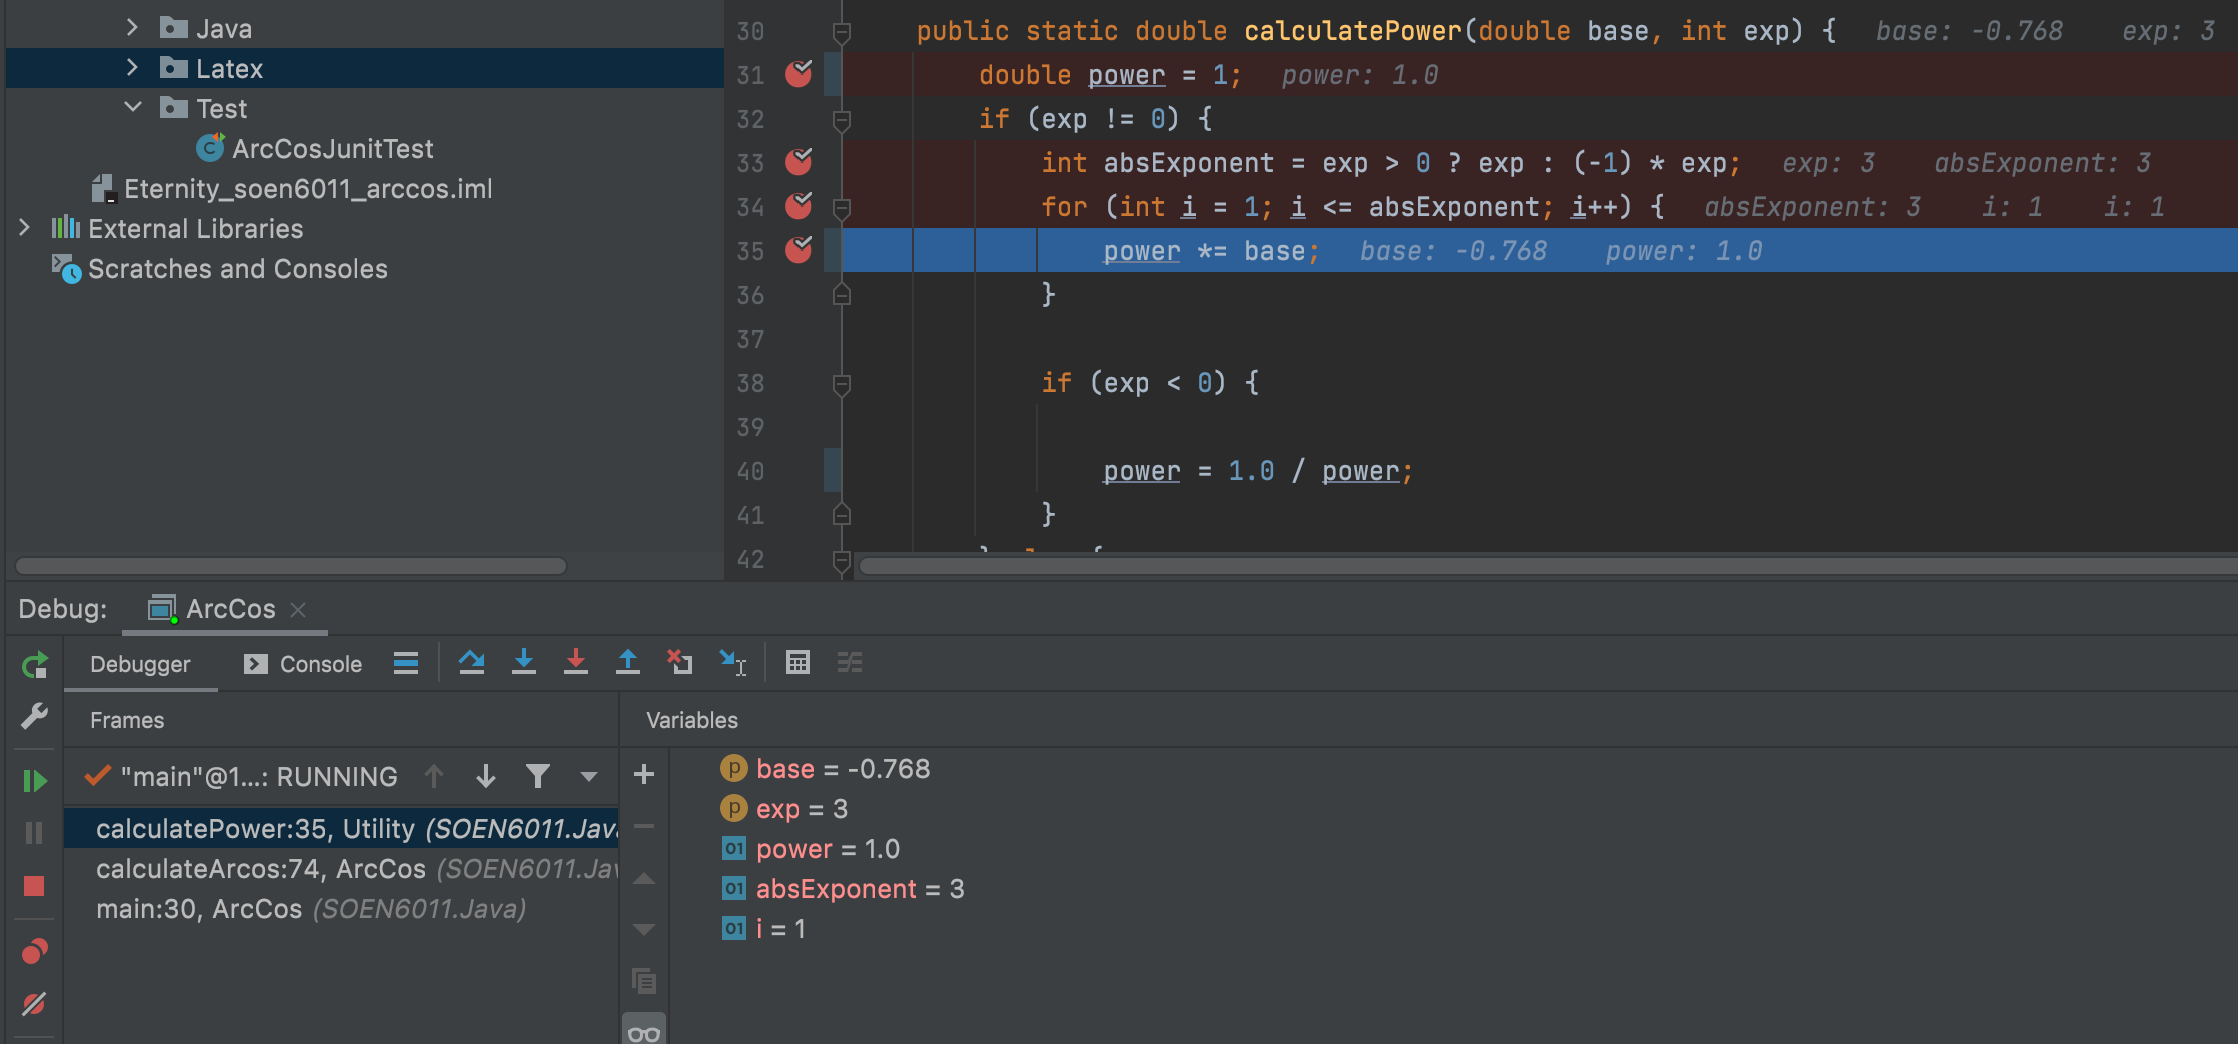 Java
Latex
Test
ArcCosJunitTest
Eternity_soen6011_arccos.iml
External Libraries
Scratches and Consoles
30 public static double calculatePower(double base, int exp) { base: -0.768 exp: 3
31 double power = 1; power: 1.0
32 if (exp != 0) {
33 int absExponent = exp > 0 ? exp : (-1) * exp; exp: 3 absExponent: 3
34 for (int i = 1; i <= absExponent; i++) { absExponent: 3 i: 1 i: 1
35 power *= base; base: -0.768 power: 1.0
36 }
37
38 if (exp < 0) {
39
40 power = 1.0 / power;
41 }
42
Debug: ArcCos
Debugger Console
Frames
"main"@1...: RUNNING
calculatePower:35, Utility (SOEN6011.Java
calculateArcos:74, ArcCos (SOEN6011.Jav
main:30, ArcCos (SOEN6011.Java)
Variables
p base = -0.768
p exp = 3
01 power = 1.0
01 absExponent = 3
01 i = 1